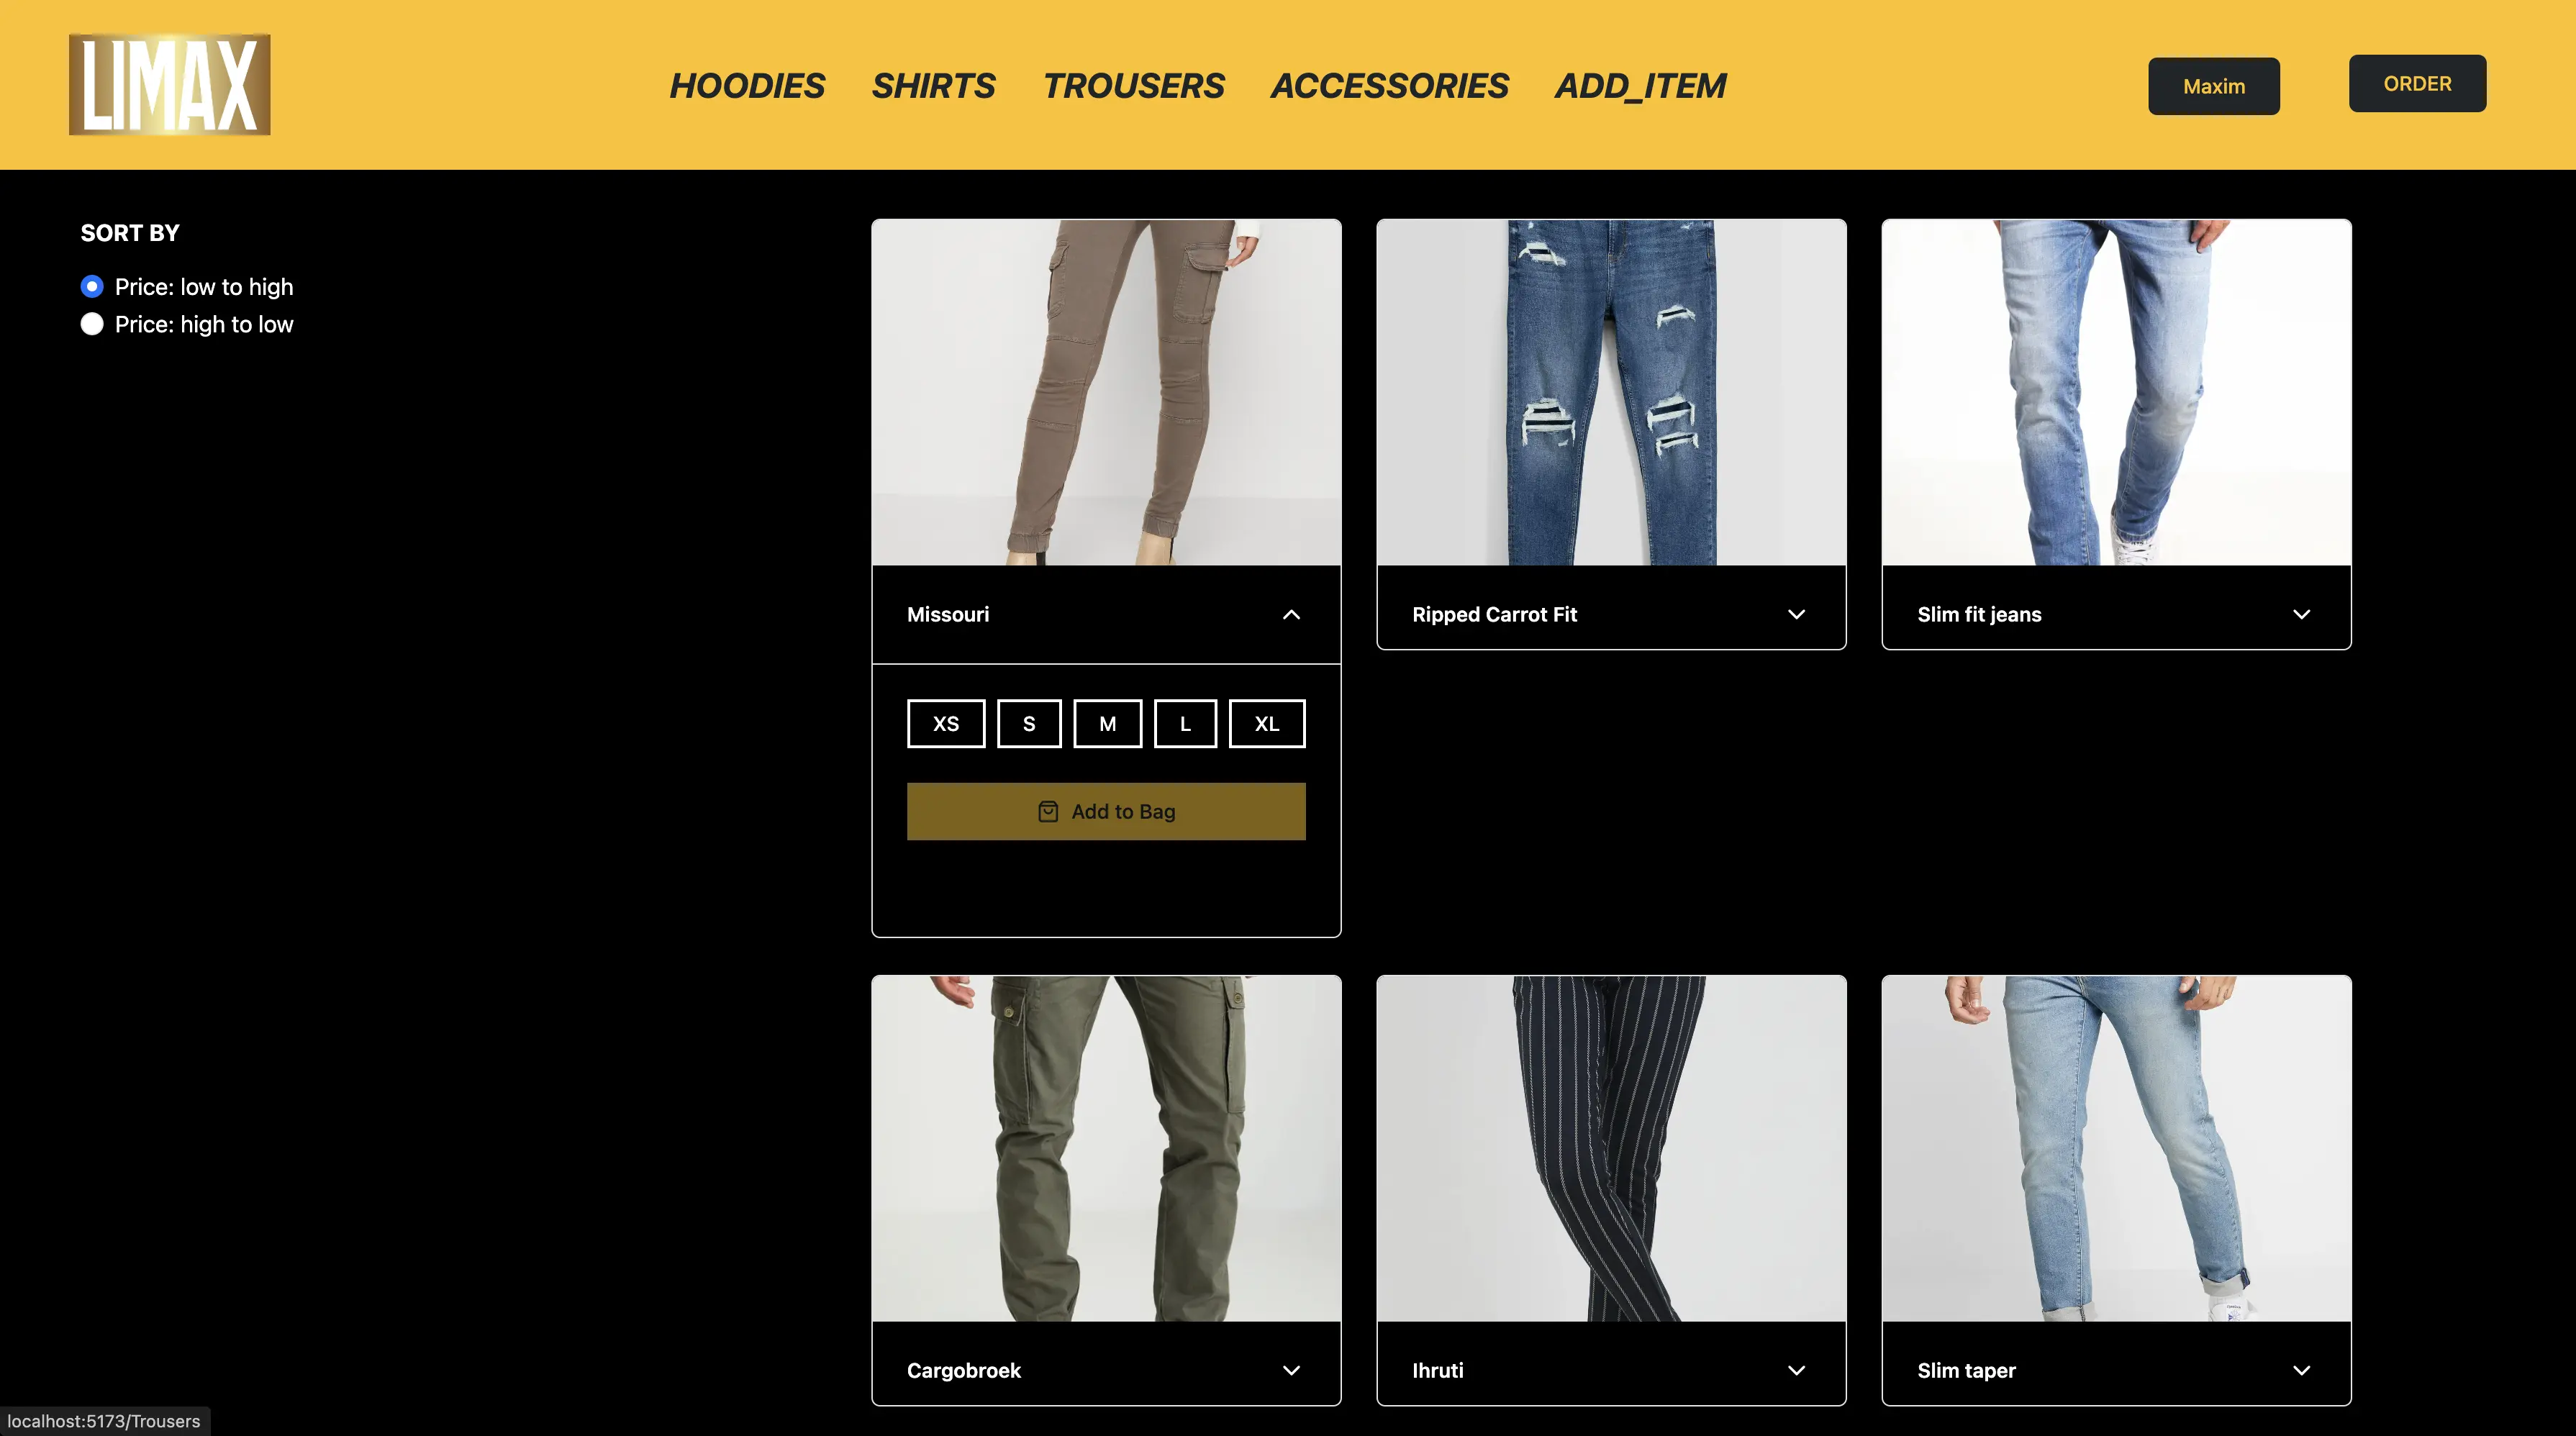 LIMAX
HOODIES SHIRTS TROUSERS ACCESSORIES ADD_ITEM
Maxim
ORDER
SORT BY
Price: low to high
Price: high to low
Missouri
Ripped Carrot Fit
Slim fit jeans
XS S M L XL
Add to Bag
Cargobroek
Ihruti
Slim taper
localhost:5173/Trousers